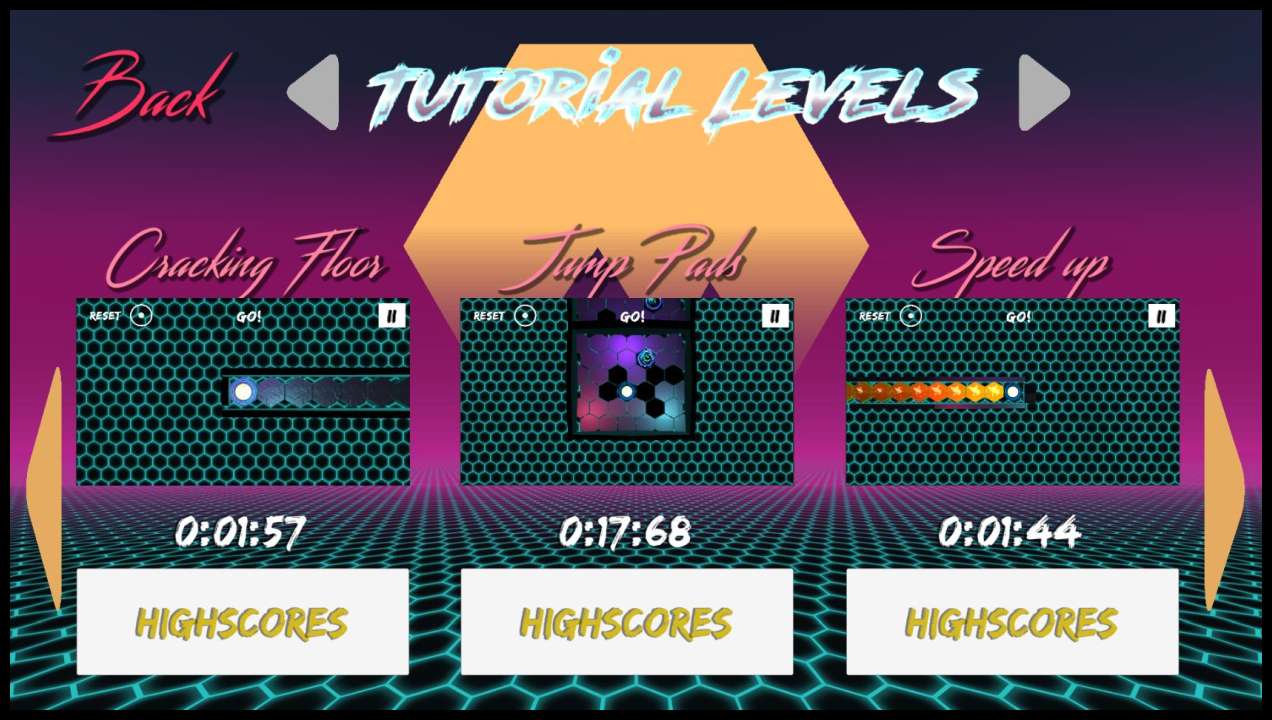 Back
TUTORIAL LEVELS
Cracking Floor
Jump Pads
Speed up
RESET GO!
RESET GO!
RESET GO!
0:01:57
0:17:68
0:01:44
HIGHSCORES
HIGHSCORES
HIGHSCORES